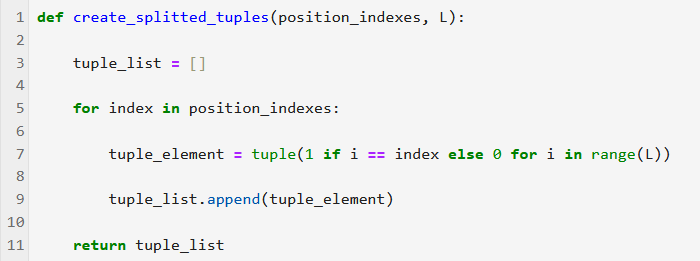 1 def create_splitted_tuples(position_indexes, L):
2
3     tuple_list = []
4
5     for index in position_indexes:
6
7         tuple_element = tuple(1 if i == index else 0 for i in range(L))
8
9         tuple_list.append(tuple_element)
10
11     return tuple_list